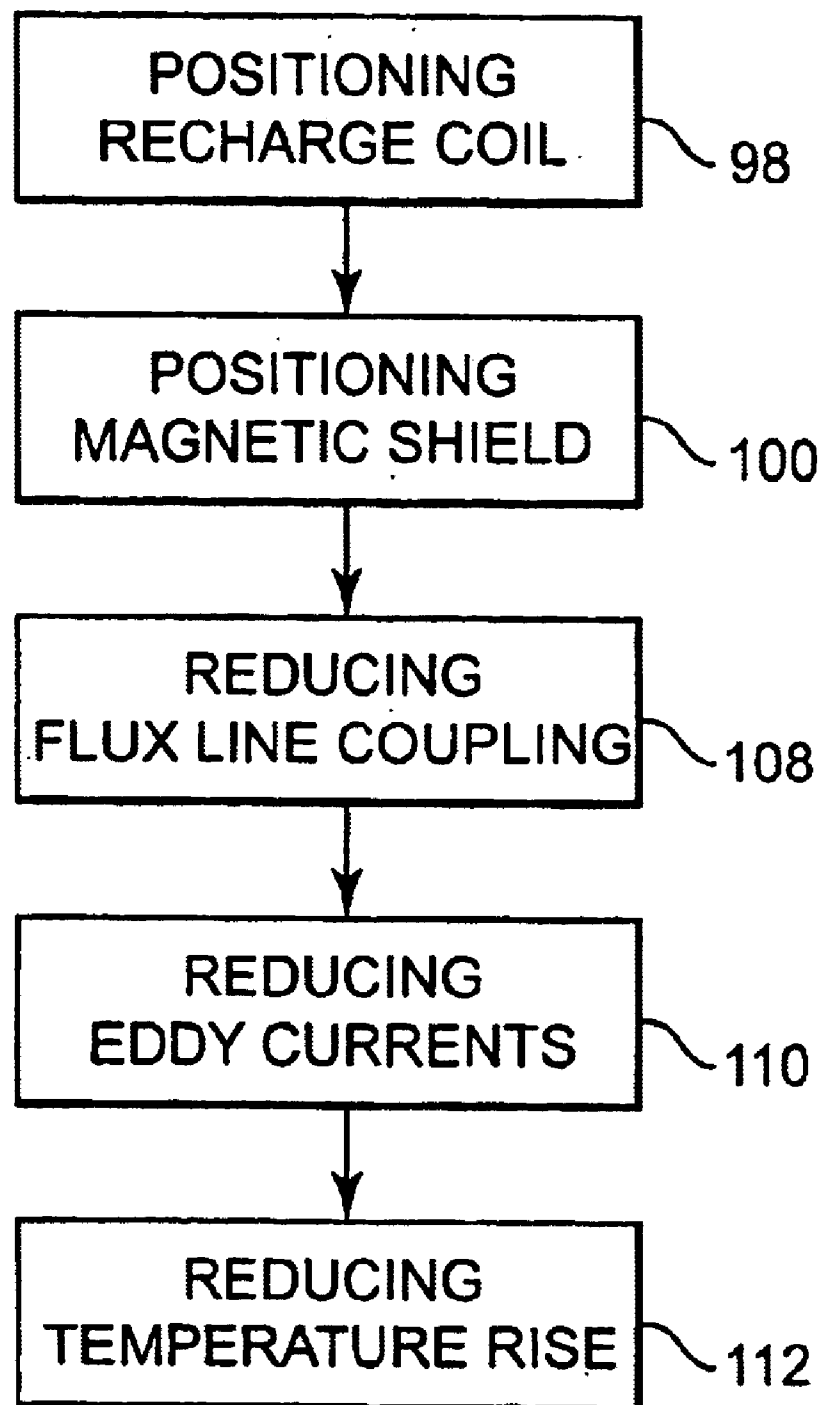 POSITIONING
RECHARGE COIL
98
POSITIONING
MAGNETIC SHIELD
100
REDUCING
FLUX LINE COUPLING
108
REDUCING
EDDY CURRENTS
110
REDUCING
TEMPERATURE RISE
112